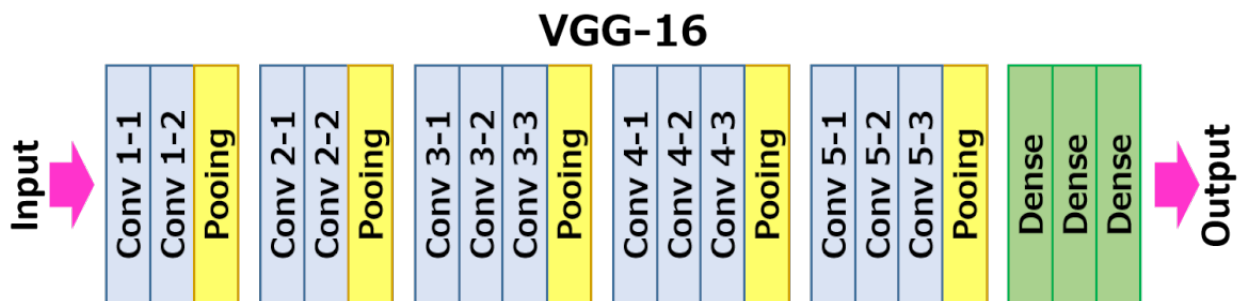 VGG-16
Input
Conv 1-1
Conv 1-2
Pooing
Conv 2-1
Conv 2-2
Pooing
Conv 3-1
Conv 3-2
Conv 3-3
Pooing
Conv 4-1
Conv 4-2
Conv 4-3
Pooing
Conv 5-1
Conv 5-2
Conv 5-3
Pooing
Dense
Dense
Dense
Output